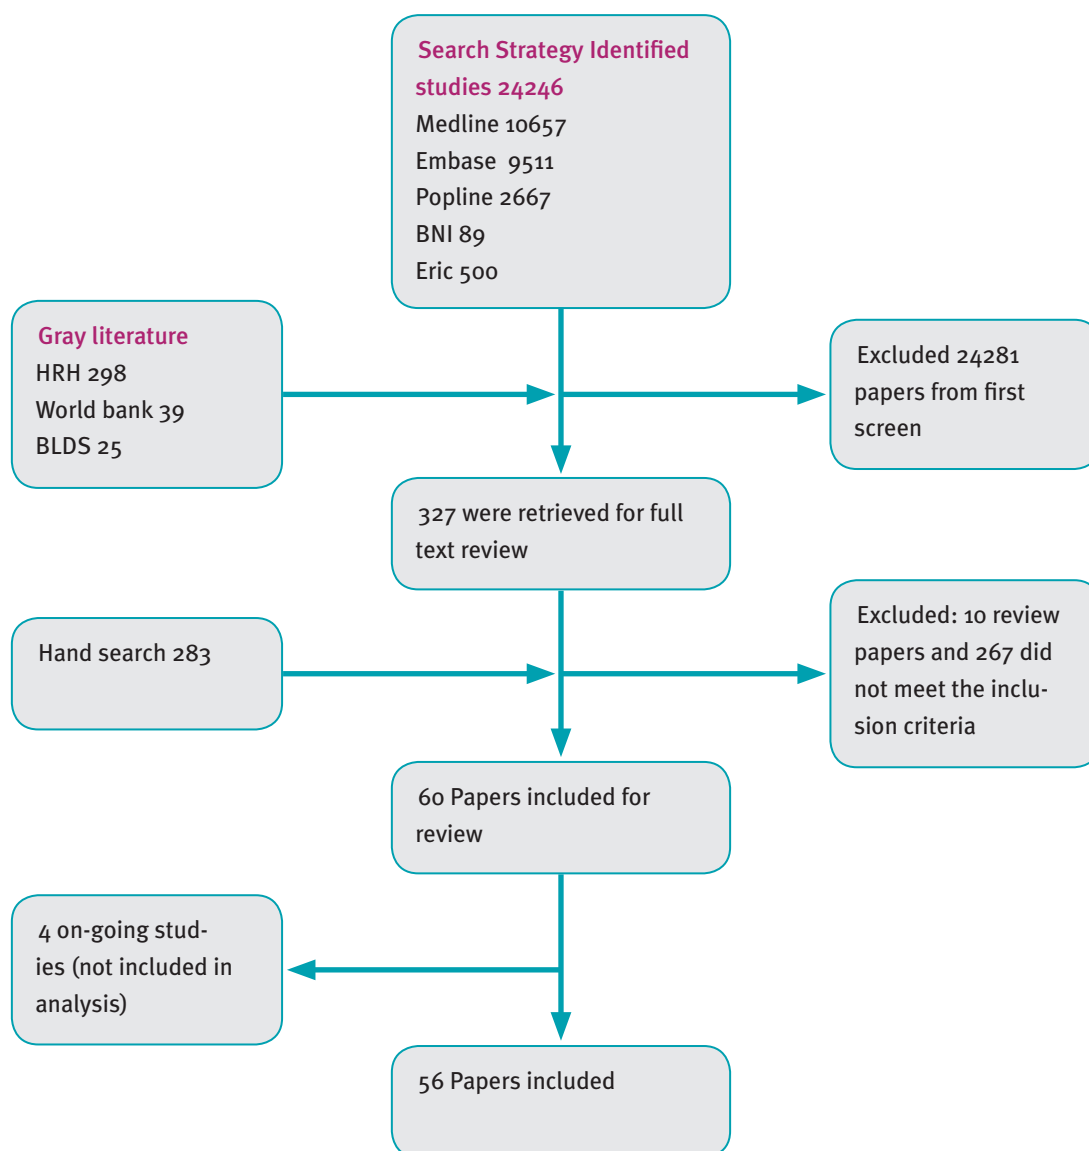 Search Strategy Identified
studies 24246
Medline 10657
Embase 9511
Popline 2667
BNI 89
Eric 500
Gray literature
HRH 298
World bank 39
BLDS 25
Excluded 24281
papers from first
screen
327 were retrieved for full
text review
Hand search 283
Excluded: 10 review
papers and 267 did
not meet the inclu-
sion criteria
60 Papers included for
review
4 on-going stud-
ies (not included in
analysis)
56 Papers included